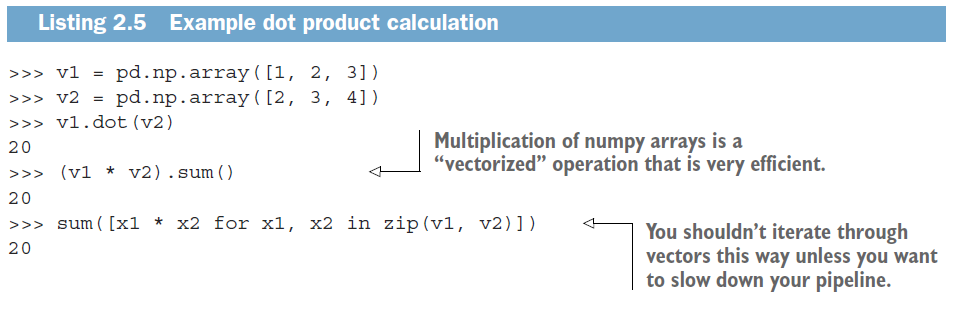 Listing 2.5 Example dot product calculation
>>> v1 = pd.np.array([1, 2, 3])
>>> v2 = pd.np.array([2, 3, 4])
>>> v1.dot(v2)
20
Multiplication of numpy arrays is a
“vectorized” operation that is very efficient.
>>> (v1 * v2).sum()
20
>>> sum([x1 * x2 for x1, x2 in zip(v1, v2)])
20
You shouldn’t iterate through
vectors this way unless you want
to slow down your pipeline.